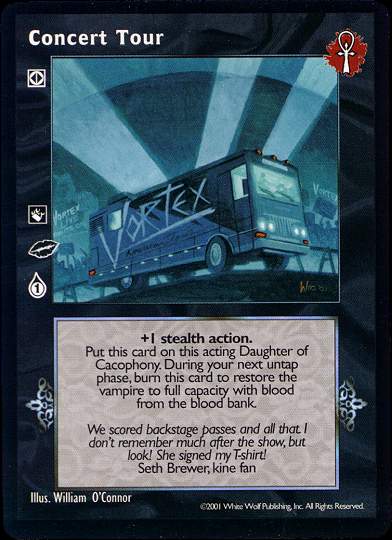 Concert Tour
VORTEX
VORTEX
LIVE
VORTEX
1
+1 stealth action.
Put this card on this acting Daughter of
Cacophony. During your next untap
phase, burn this card to restore the
vampire to full capacity with blood
from the blood bank.
We scored backstage passes and all that. I
don't remember much after the show, but
look! She signed my T-shirt!
Seth Brewer, kine fan
Illus. William O'Connor
©2001 White Wolf Publishing, Inc. All Rights Reserved.